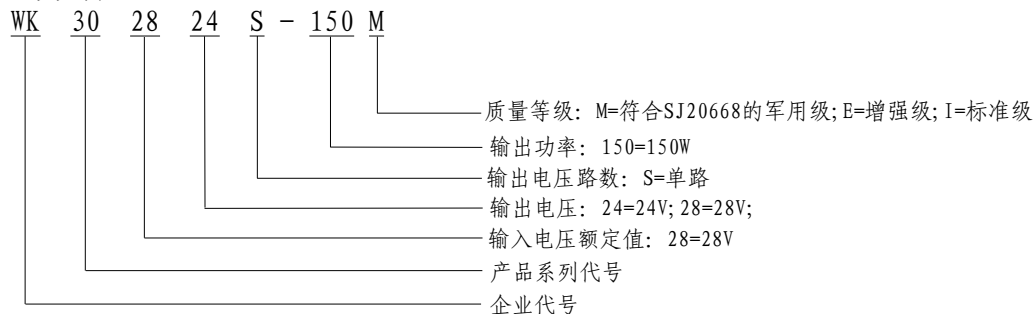 WK 30 28 24 S - 150 M
质量等级: M=符合SJ20668的军用级; E=增强级; I=标准级
输出功率: 150=150W
输出电压路数: S=单路
输出电压: 24=24V; 28=28V;
输入电压额定值: 28=28V
产品系列代号
企业代号